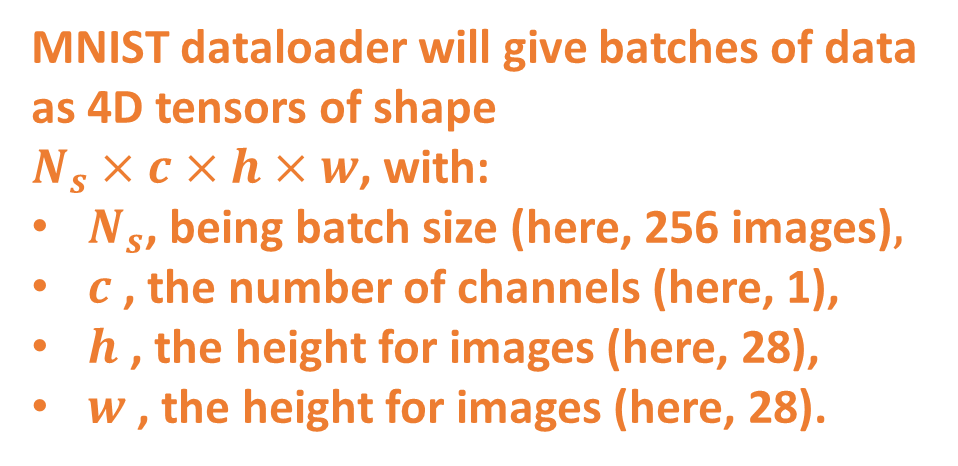 MNIST dataloader will give batches of data
as 4D tensors of shape
𝑵ₛ × 𝒄 × 𝒉 × 𝒘, with:
• 𝑵ₛ, being batch size (here, 256 images),
• 𝒄 , the number of channels (here, 1),
• 𝒉 , the height for images (here, 28),
• 𝒘 , the height for images (here, 28).